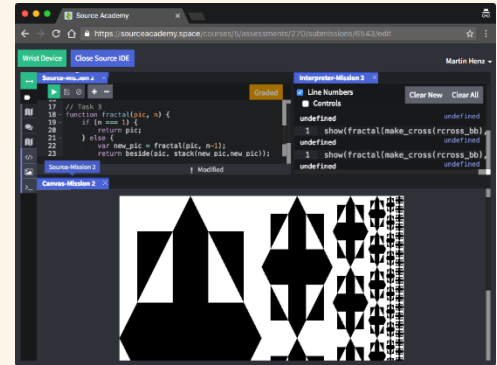 Source Academy
https://sourceacademy.space/courses/5/assessments/270/submissions/6543/edit
Wrist Device
Close Source IDE
Martin Henz
Source-Mission 2
Graded
17 // Task 3
18 function fractal(pic, n) {
19 if (n === 1) {
20 return pic;
21 } else {
22 var new_pic = fractal(pic, n-1);
23 return beside(pic, stack(new_pic,new_pic));
Source-Mission 2
! Modified
Interpreter-Mission 2
Line Numbers
Controls
Clear New
Clear All
undefined
undefined
1 show(fractal(make_cross(rcross_bb),
undefined
undefined
1 show(fractal(make_cross(rcross_bb),
undefined
undefined
Canvas-Mission 2